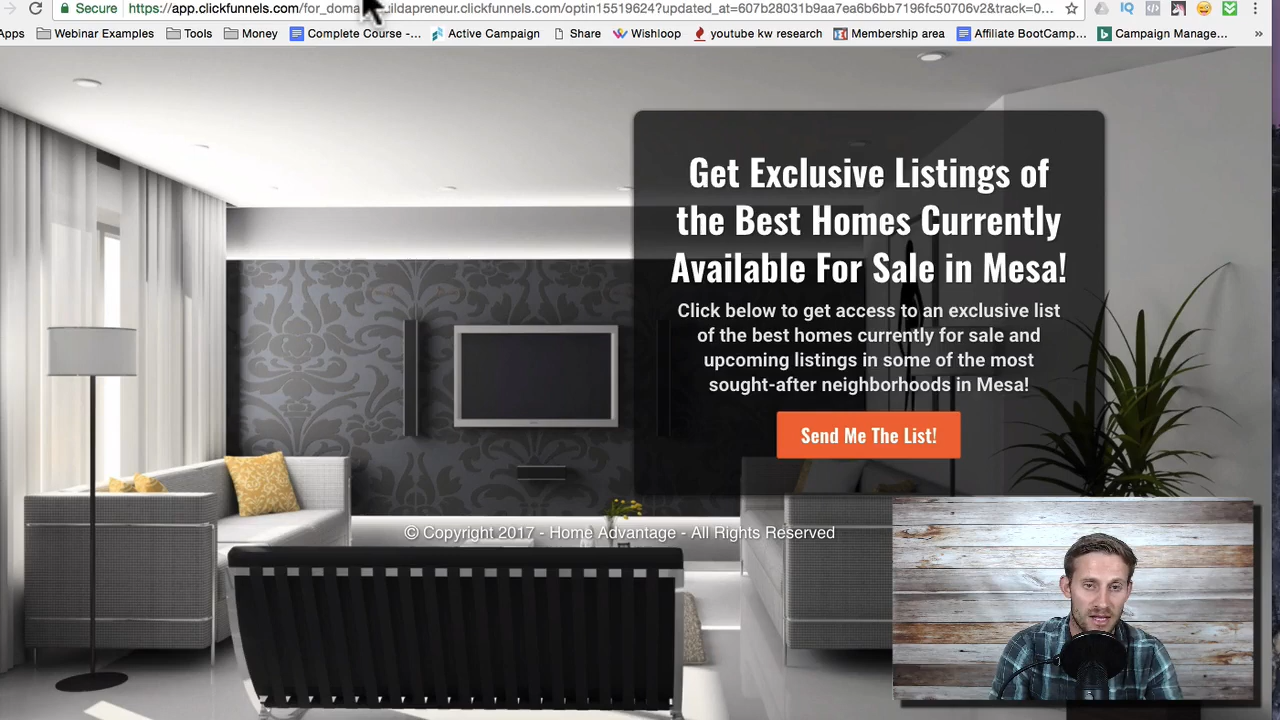 Secure https://app.clickfunnels.com/for_doma uildapreneur.clickfunnels.com/optin15519624?updated_at=607b28031b9aa7ea6b6bb7196fc50706v2&track=0...
Apps Webinar Examples Tools Money Complete Course -... Active Campaign Share Wishloop youtube kw research Membership area Affiliate BootCamp... Campaign Manage... »
Get Exclusive Listings of
the Best Homes Currently
Available For Sale in Mesa!
Click below to get access to an exclusive list
of the best homes currently for sale and
upcoming listings in some of the most
sought-after neighborhoods in Mesa!
Send Me The List!
© Copyright 2017 - Home Advantage - All Rights Reserved